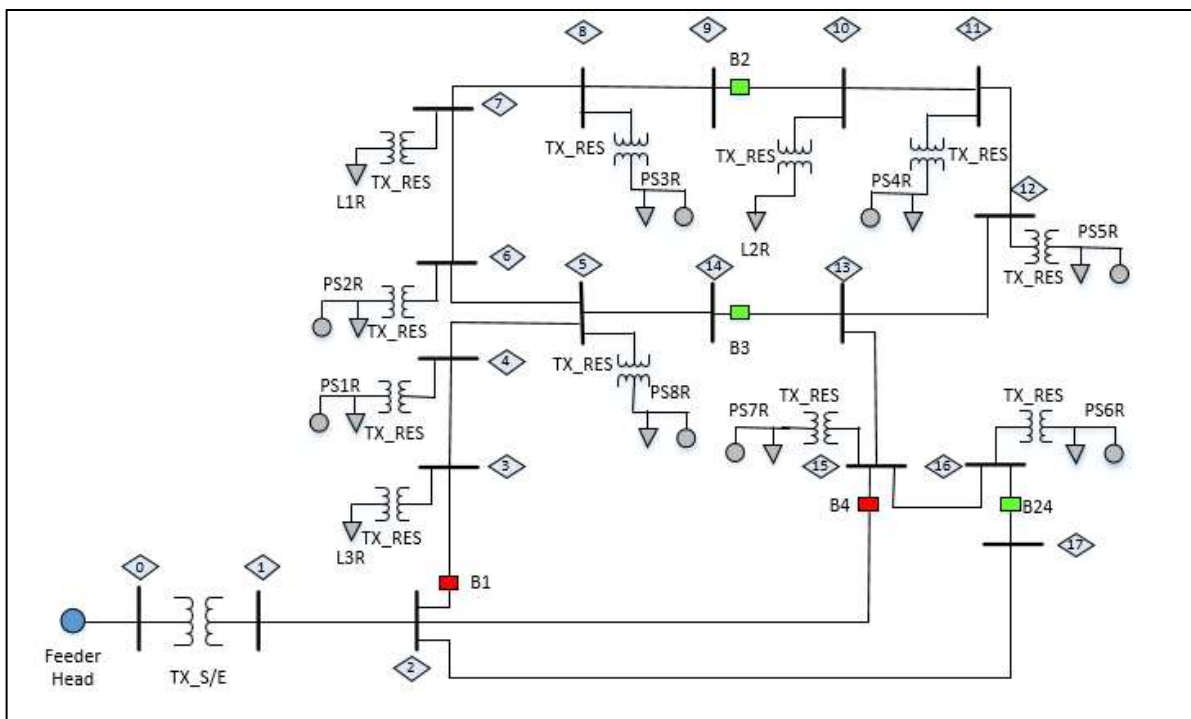 8
9
10
11
B2
7
TX_RES
TX_RES
TX_RES
TX_RES
PS3R
PS4R
12
L1R
L2R
PS5R
6
5
14
13
TX_RES
PS2R
TX_RES
B3
4
TX_RES
PS1R
PS8R
TX_RES
TX_RES
PS7R
PS6R
TX_RES
3
15
16
B4
B24
L3R
TX_RES
17
0
1
B1
2
Feeder
Head
TX_S/E